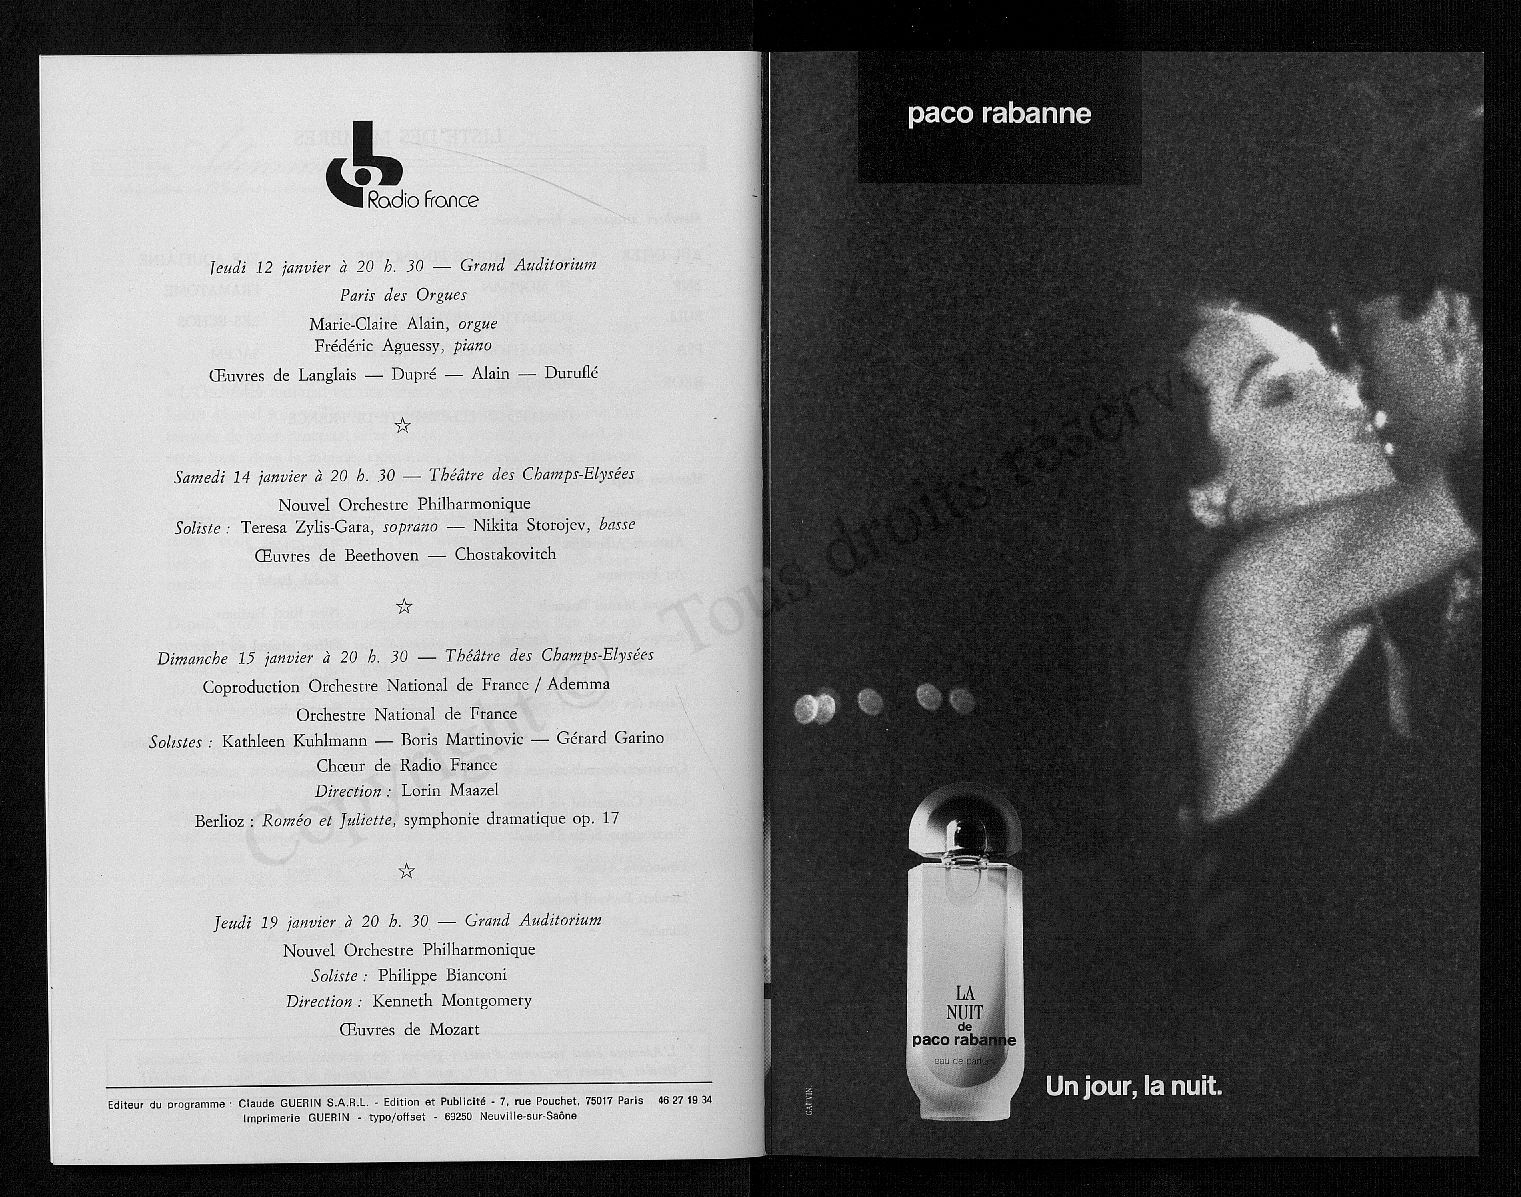 Radio France
Jeudi 12 janvier à 20 h. 30 — Grand Auditorium
Paris des Orgues
Marie-Claire Alain, orgue
Frédéric Aguessy, piano
Œuvres de Langlais — Dupré — Alain — Duruflé
Samedi 14 janvier à 20 h. 30 — Théâtre des Champs-Elysées
Nouvel Orchestre Philharmonique
Soliste : Teresa Zylis-Gara, soprano — Nikita Storojev, basse
Œuvres de Beethoven — Chostakovitch
Dimanche 15 janvier à 20 h. 30 — Théâtre des Champs-Elysées
Coproduction Orchestre National de France / Ademma
Orchestre National de France
Solistes : Kathleen Kuhlmann — Boris Martinovic — Gérard Garino
Chœur de Radio France
Direction : Lorin Maazel
Berlioz : Roméo et Juliette, symphonie dramatique op. 17
Jeudi 19 janvier à 20 h. 30 — Grand Auditorium
Nouvel Orchestre Philharmonique
Soliste : Philippe Bianconi
Direction : Kenneth Montgomery
Œuvres de Mozart
Editeur du programme : Claude GUERIN S.A.R.L. - Edition et Publicité - 7, rue Pouchet, 75017 Paris 46 27 19 34
Imprimerie GUERIN - typo/offset - 69250 Neuville-sur-Saône
Copyright © Tous droits réservé
paco rabanne
LA
NUIT
de
paco rabanne
eau de parfum
Un jour, la nuit.